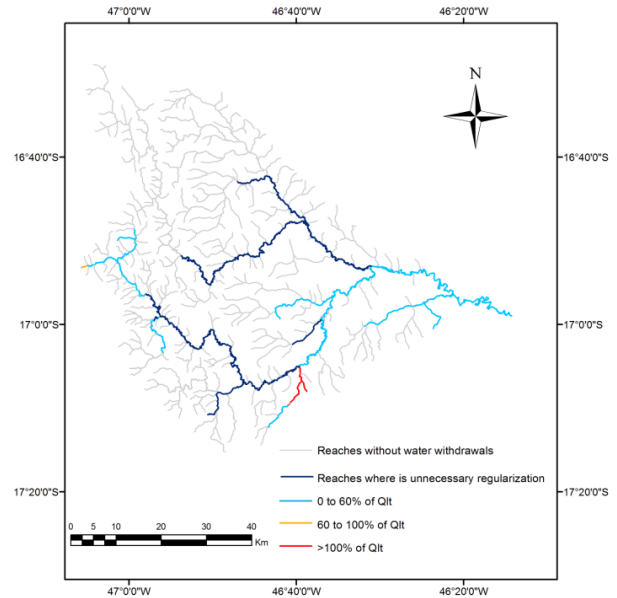 47°0'0"W 46°40'0"W 46°20'0"W
N
16°40'0"S 16°40'0"S
17°0'0"S 17°0'0"S
17°20'0"S 17°20'0"S
Reaches without water withdrawals
Reaches where is unnecessary regularization
0 to 60% of Qlt
60 to 100% of Qlt
>100% of Qlt
0 5 10 20 30 40
Km
47°0'0"W 46°40'0"W 46°20'0"W